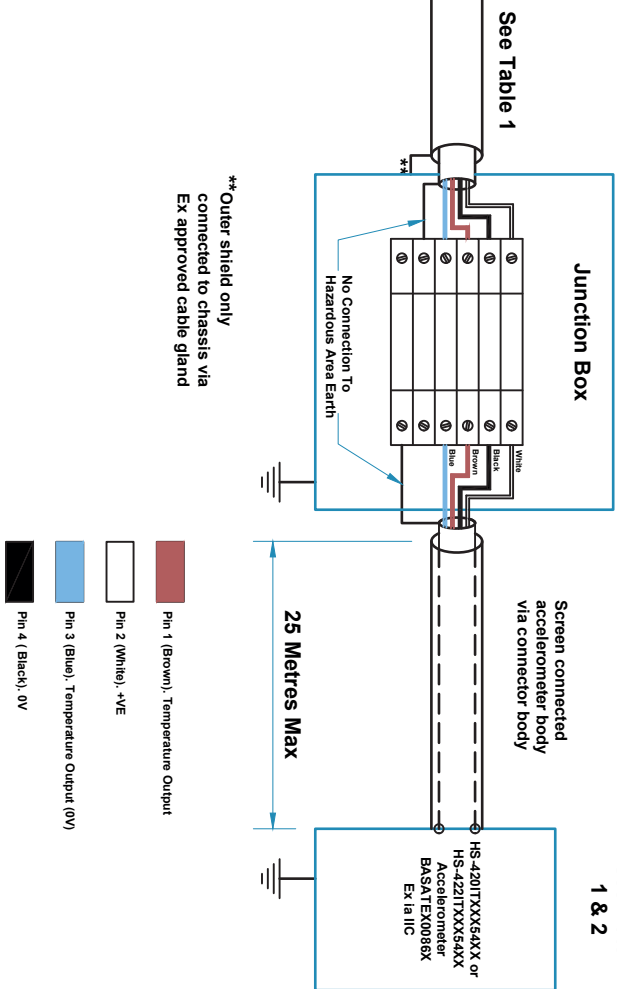 See Table 1
Junction Box
**
No Connection To
Hazardous Area Earth
White
Black
Brown
Blue
**Outer shield only
connected to chassis via
Ex approved cable gland
Screen connected
accelerometer body
via connector body
25 Metres Max
1 & 2
HS-420ITXXX54XX or
HS-422ITXXX54XX
Accelerometer
BASATEX0086X
Ex ia IIC
Pin 1 (Brown). Temperature Output
Pin 2 (White). +VE
Pin 3 (Blue). Temperature Output (0V)
Pin 4 ( Black). 0V